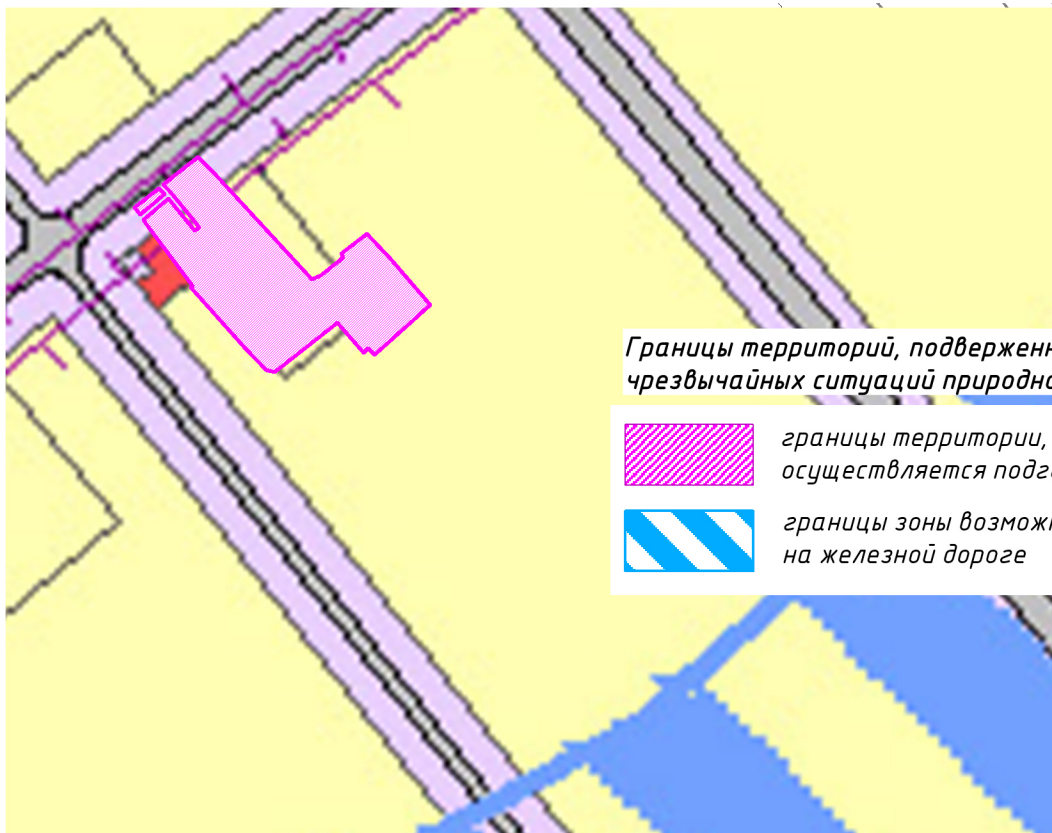 Границы территорий, подверженн
чрезвычайных ситуаций природно
границы территории,
осуществляется подго
границы зоны возможн
на железной дороге